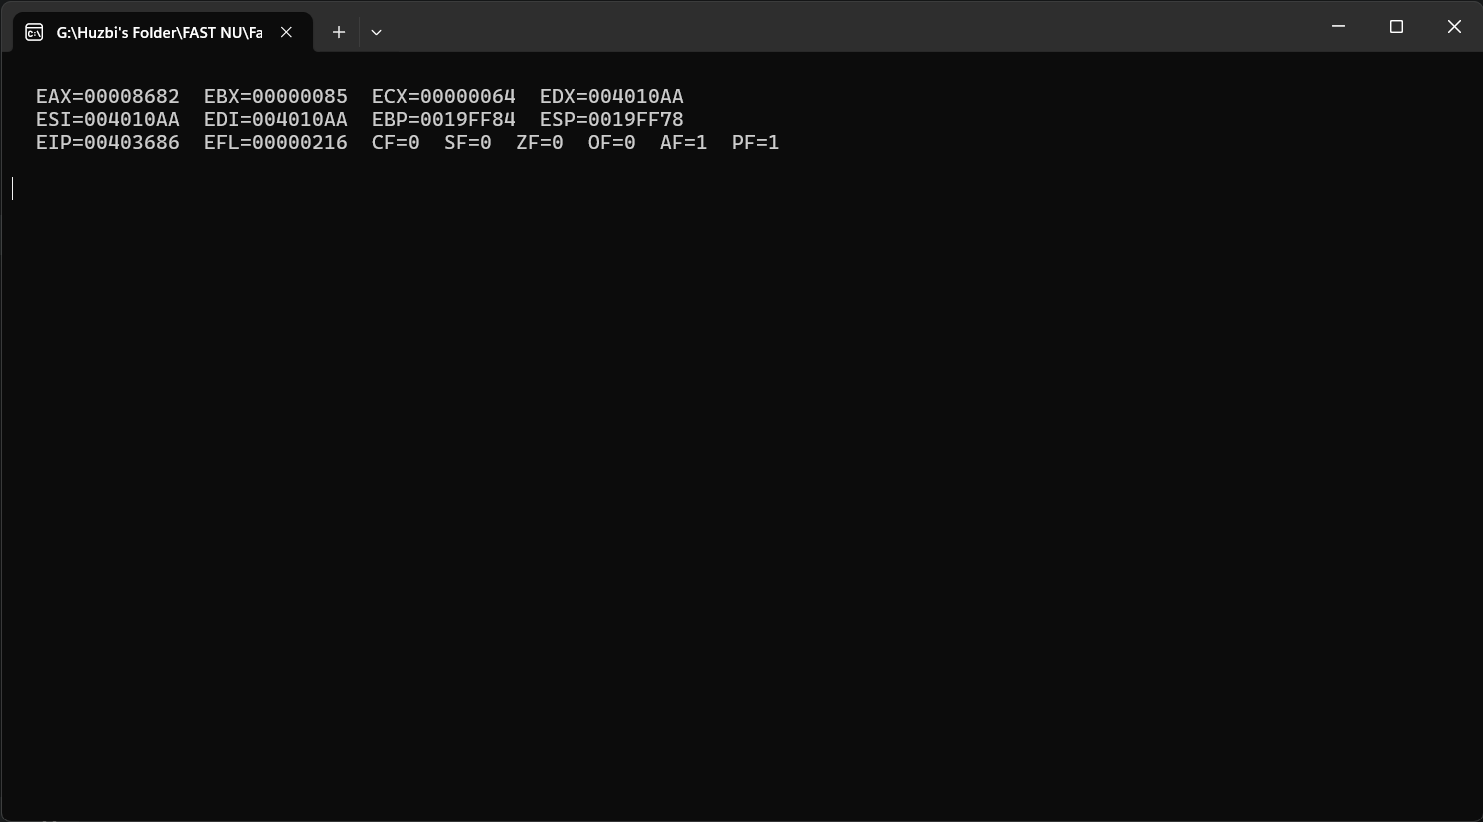 G:\Huzbi's Folder\FAST NU\Fa
EAX=00008682 EBX=00000085 ECX=00000064 EDX=004010AA
ESI=004010AA EDI=004010AA EBP=0019FF84 ESP=0019FF78
EIP=00403686 EFL=00000216 CF=0 SF=0 ZF=0 OF=0 AF=1 PF=1